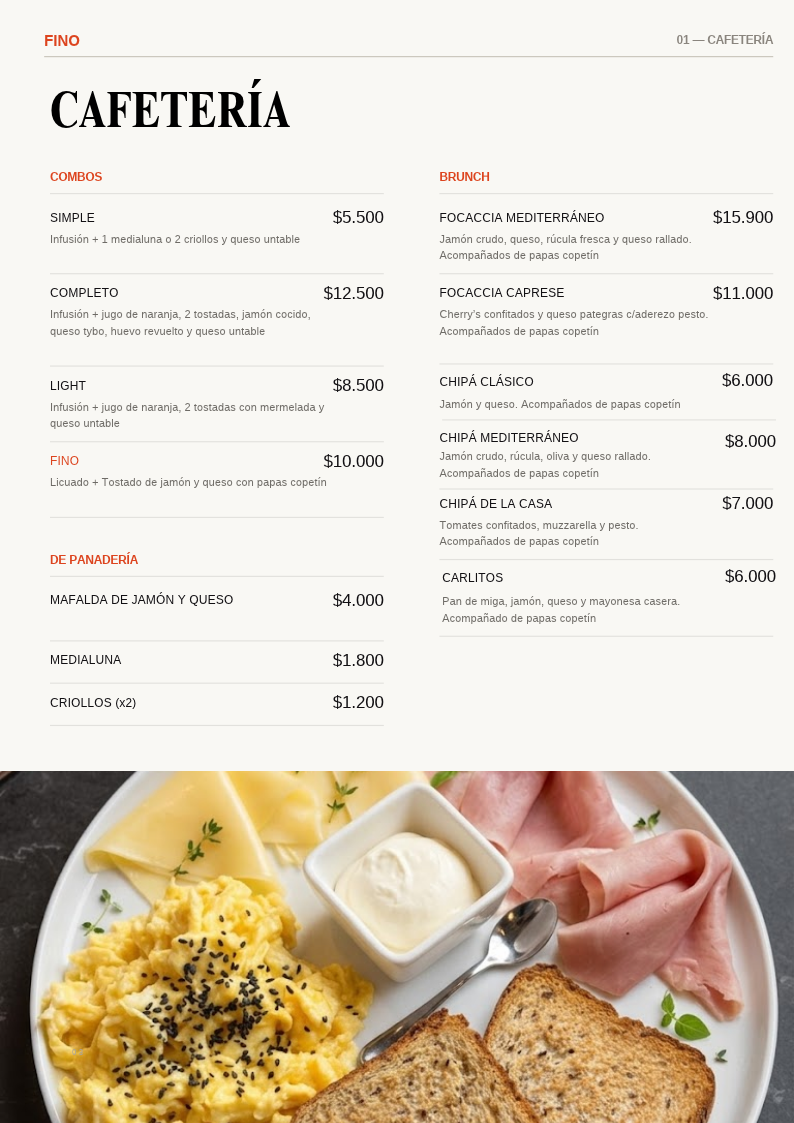 FINO
01 — CAFETERÍA
CAFETERÍA
COMBOS
SIMPLE $5.500
Infusión + 1 medialuna o 2 criollos y queso untable
COMPLETO $12.500
Infusión + jugo de naranja, 2 tostadas, jamón cocido,
queso tybo, huevo revuelto y queso untable
LIGHT $8.500
Infusión + jugo de naranja, 2 tostadas con mermelada y
queso untable
FINO $10.000
Licuado + Tostado de jamón y queso con papas copetín
DE PANADERÍA
MAFALDA DE JAMÓN Y QUESO $4.000
MEDIALUNA $1.800
CRIOLLOS (x2) $1.200
BRUNCH
FOCACCIA MEDITERRÁNEO $15.900
Jamón crudo, queso, rúcula fresca y queso rallado.
Acompañados de papas copetín
FOCACCIA CAPRESE $11.000
Cherry's confitados y queso pategras c/aderezo pesto.
Acompañados de papas copetín
CHIPÁ CLÁSICO $6.000
Jamón y queso. Acompañados de papas copetín
CHIPÁ MEDITERRÁNEO $8.000
Jamón crudo, rúcula, oliva y queso rallado.
Acompañados de papas copetín
CHIPÁ DE LA CASA $7.000
Tomates confitados, muzzarella y pesto.
Acompañados de papas copetín
CARLITOS $6.000
Pan de miga, jamón, queso y mayonesa casera.
Acompañado de papas copetín